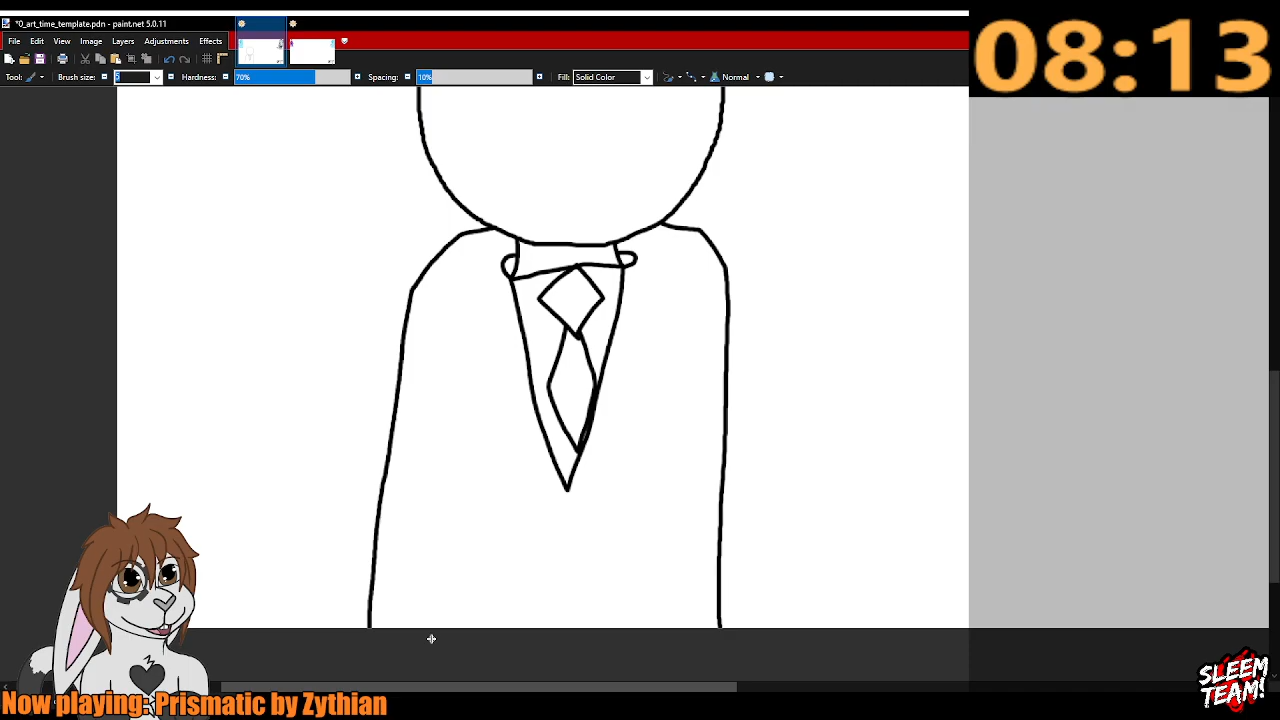 *0_art_time_template.pdn - paint.net 5.0.11
08:13
File Edit View Image Layers Adjustments Effects
Tool: Brush size: 5 Hardness: 70% Spacing: 10% Fill: Solid Color Normal
SLEEM
TEAM!
Now playing: Prismatic by Zythian